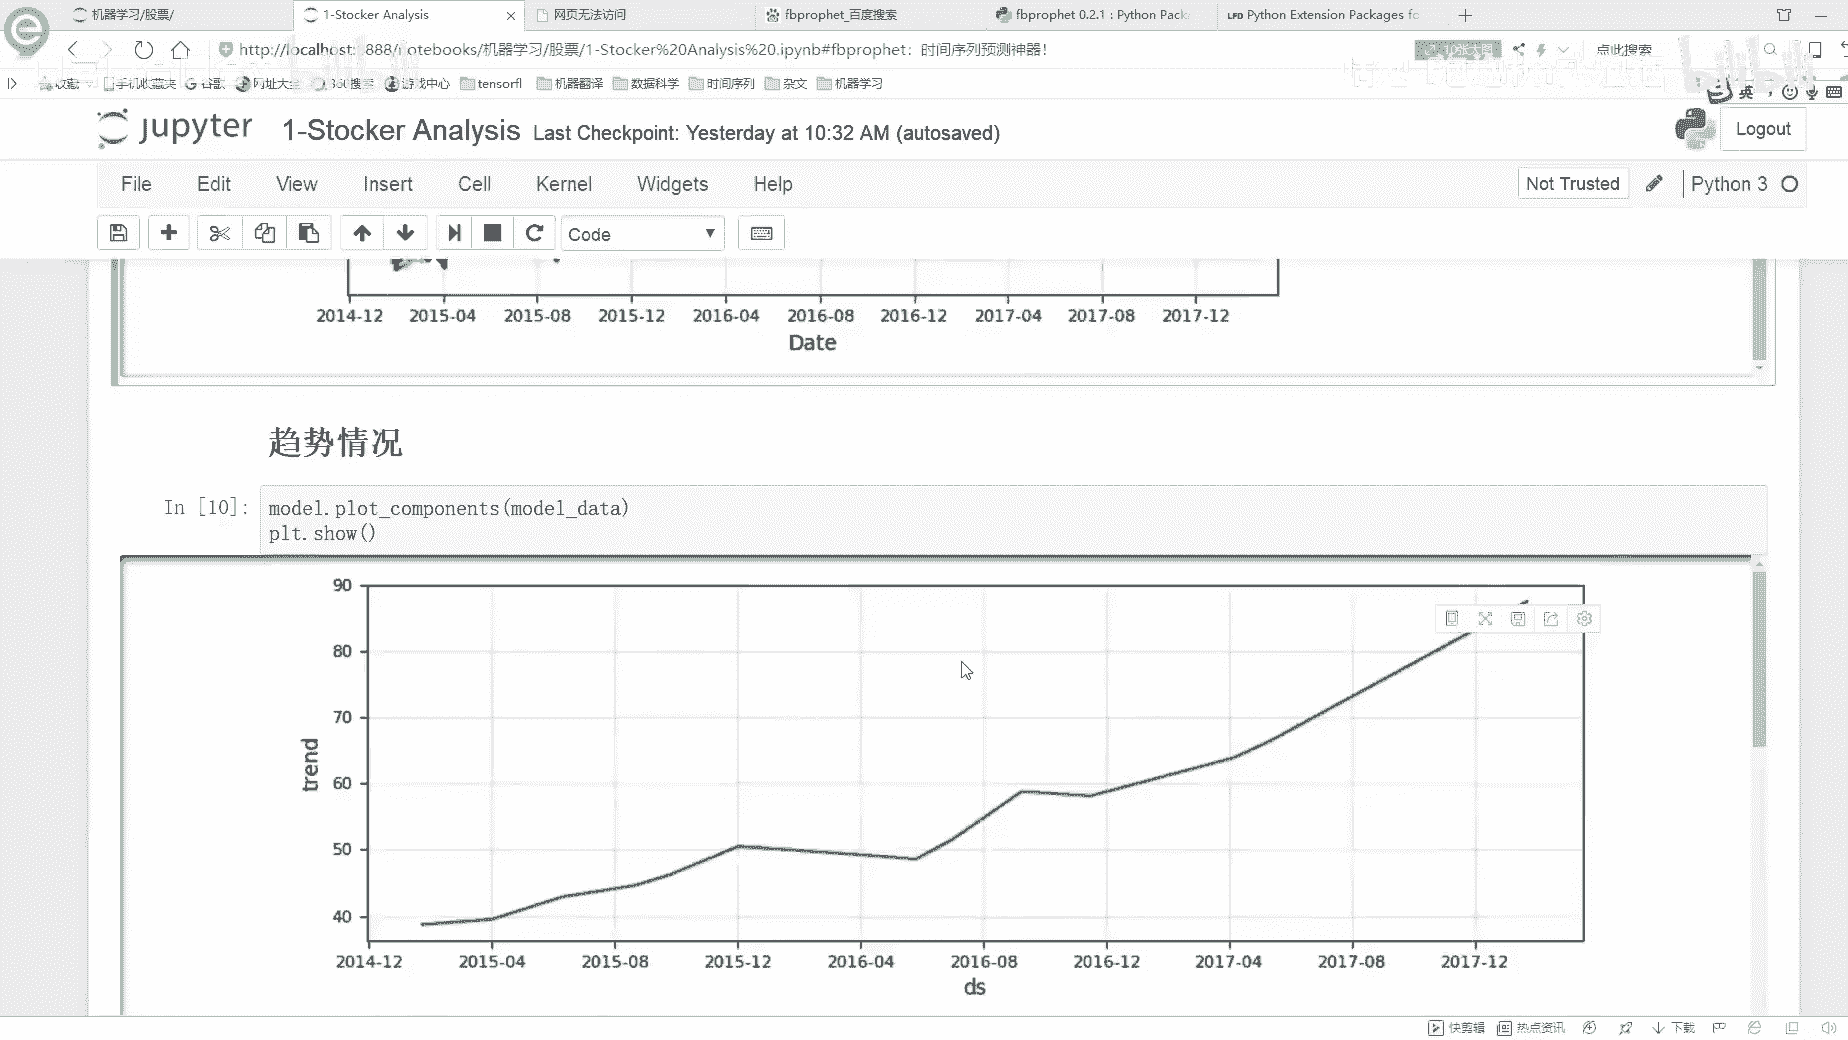 机器学习/股票/
1-Stocker Analysis
网页无法访问
fbprophet_百度搜索
fbprophet 0.2.1 : Python Pack
LFD Python Extension Packages fo
http://localhost:8888/notebooks/机器学习/股票/1-Stocker%20Analysis%20.ipynb#fbprophet：时间序列预测神器!
点此搜索
收藏 手机收藏夹 谷歌 网址大全 360搜索 游戏中心 tensorfl 机器翻译 数据科学 时间序列 杂文 机器学习
英
jupyter
1-Stocker Analysis Last Checkpoint: Yesterday at 10:32 AM (autosaved)
Logout
File Edit View Insert Cell Kernel Widgets Help
Not Trusted
Python 3
Code
2014-12 2015-04 2015-08 2015-12 2016-04 2016-08 2016-12 2017-04 2017-08 2017-12
Date
趋势情况
In [10]:
model.plot_components(model_data)
plt.show()
90
80
70
60
50
40
trend
2014-12 2015-04 2015-08 2015-12 2016-04 2016-08 2016-12 2017-04 2017-08 2017-12
ds
快剪辑 热点资讯 下载